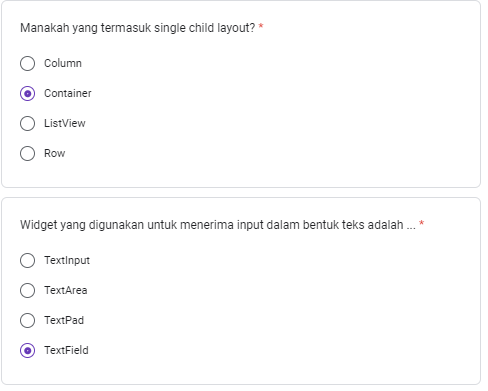 Manakah yang termasuk single child layout? *
Column
Container
ListView
Row
Widget yang digunakan untuk menerima input dalam bentuk teks adalah ... *
TextInput
TextArea
TextPad
TextField